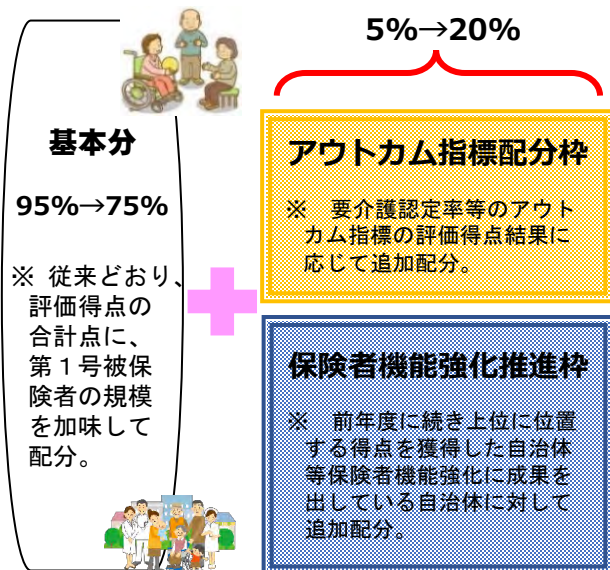 基本分
95%→75%
※ 従来どおり、
評価得点の
合計点に、
第１号被保
険者の規模
を加味して
配分。
5%→20%
アウトカム指標配分枠
※　要介護認定率等のアウト
カム指標の評価得点結果に
応じて追加配分。
保険者機能強化推進枠
※　前年度に続き上位に位置
する得点を獲得した自治体
等保険者機能強化に成果を
出している自治体に対して
追加配分。